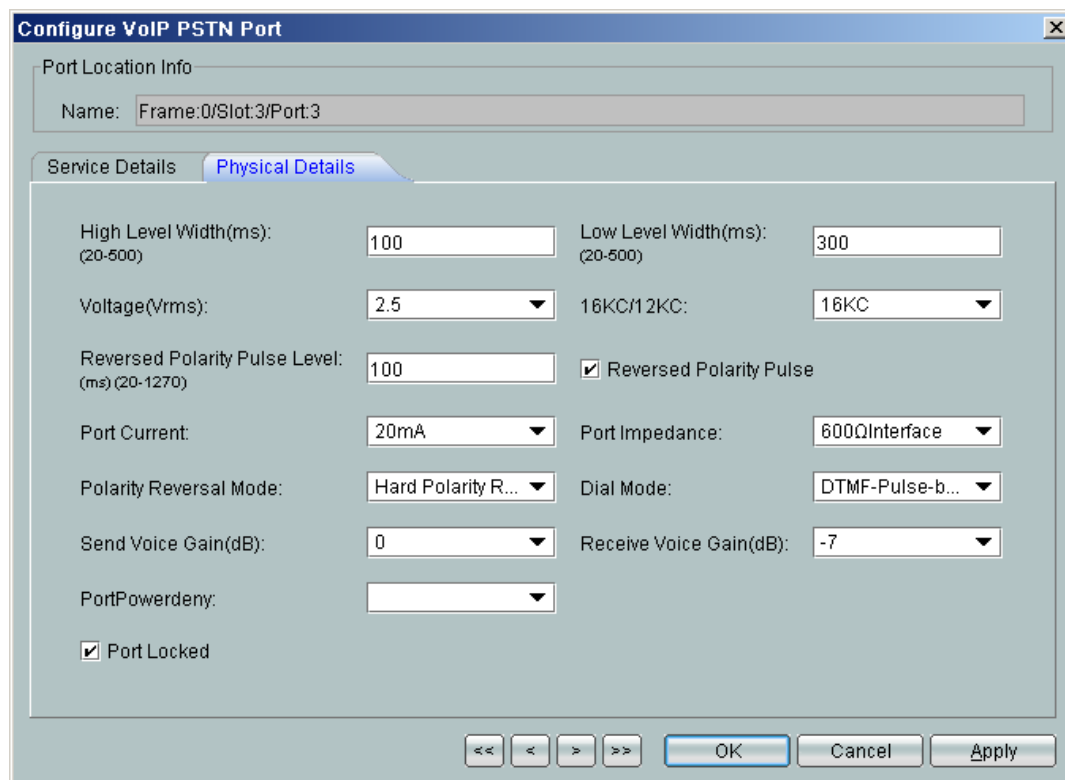 Configure VoIP PSTN Port
Port Location Info
Name: Frame:0/Slot:3/Port:3
Service Details Physical Details
High Level Width(ms): 100 Low Level Width(ms): 300
(20-500) (20-500)
Voltage(Vrms): 2.5 16KC/12KC: 16KC
Reversed Polarity Pulse Level: 100 Reversed Polarity Pulse
(ms)(20-1270)
Port Current: 20mA Port Impedance: 600ΩInterface
Polarity Reversal Mode: Hard Polarity R... Dial Mode: DTMF-Pulse-b...
Send Voice Gain(dB): 0 Receive Voice Gain(dB): -7
PortPowerdeny:
Port Locked
<< < > >> OK Cancel Apply